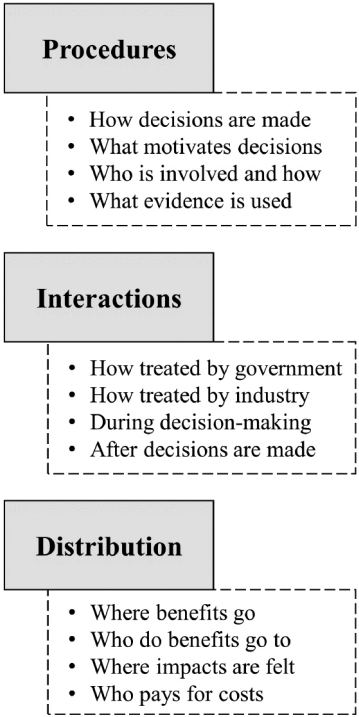 Procedures
• How decisions are made
• What motivates decisions
• Who is involved and how
• What evidence is used
Interactions
• How treated by government
• How treated by industry
• During decision-making
• After decisions are made
Distribution
• Where benefits go
• Who do benefits go to
• Where impacts are felt
• Who pays for costs